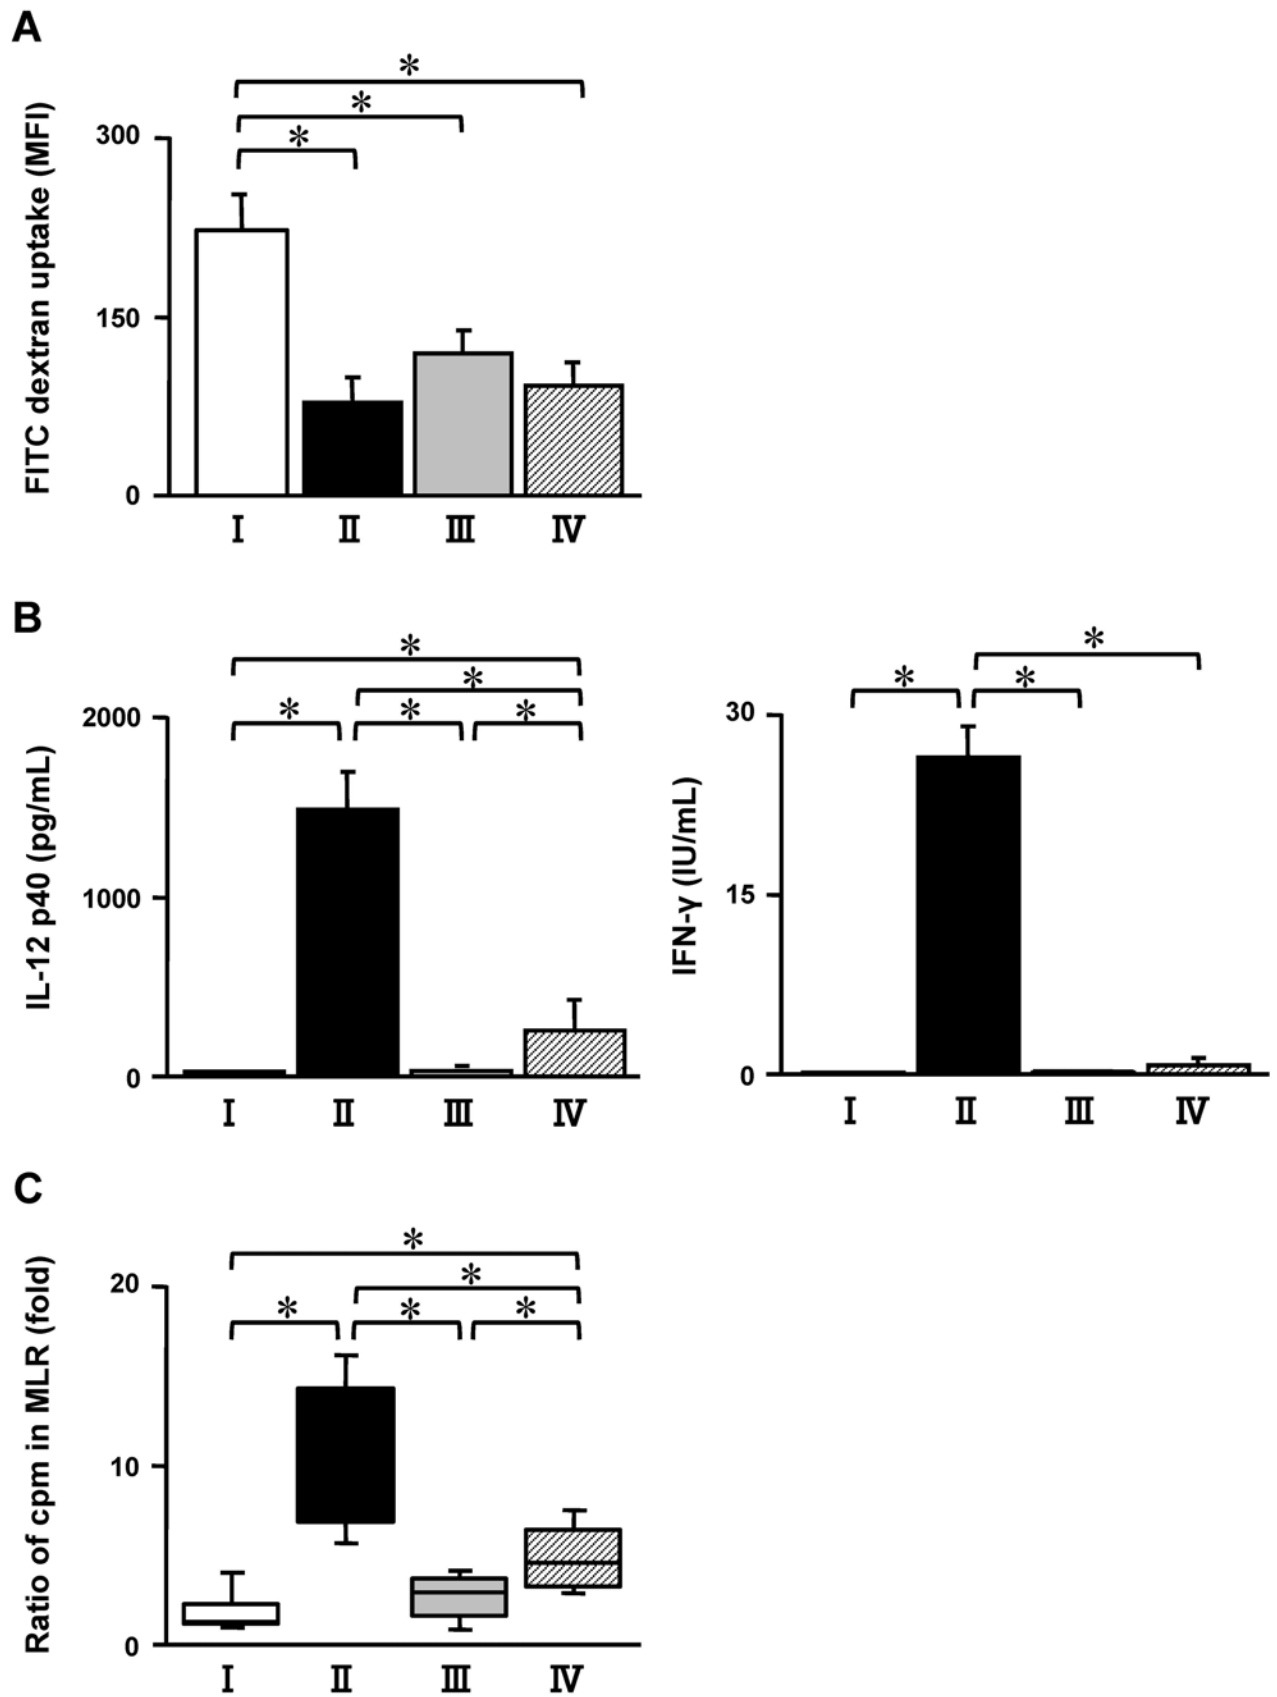 A
*
*
*
FITC dextran uptake (MFI)
300
150
0
I II III IV
B
*
*
* * *
IL-12 p40 (pg/mL)
2000
1000
0
I II III IV
*
* *
IFN-γ (IU/mL)
30
15
0
I II III IV
C
*
*
* * *
Ratio of cpm in MLR (fold)
20
10
0
I II III IV